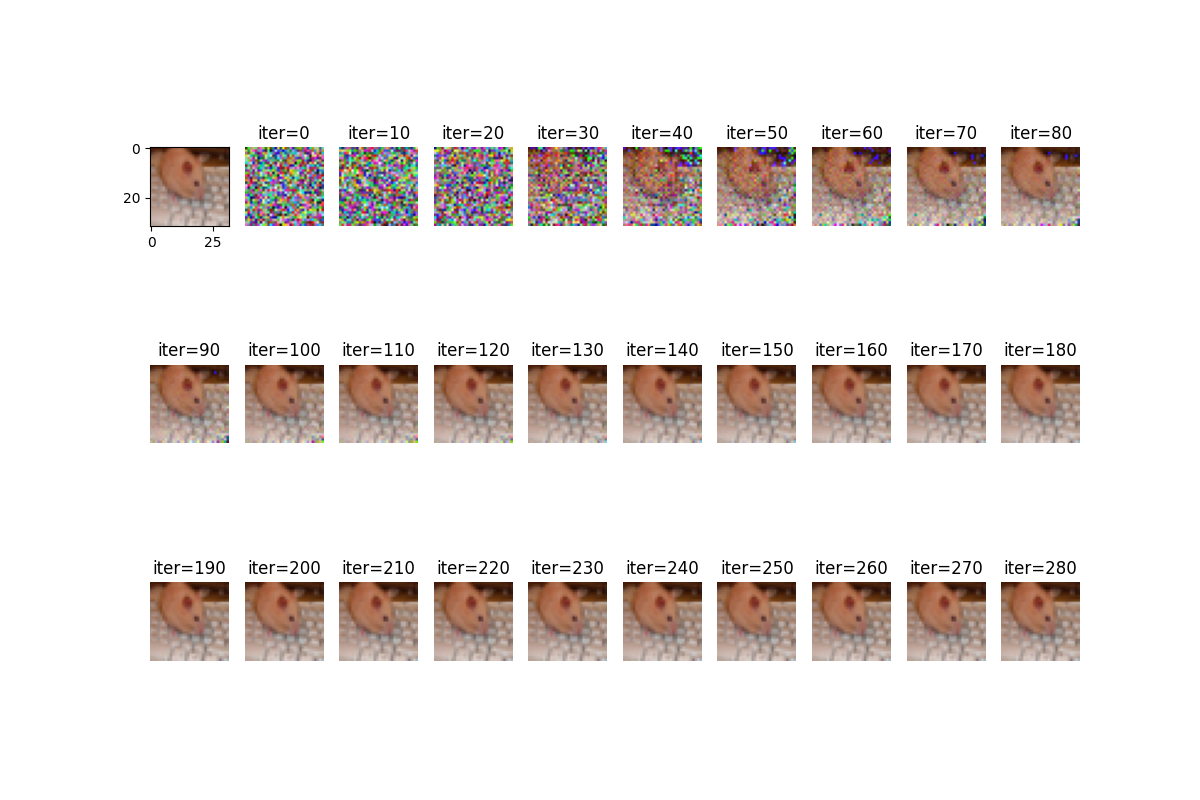 iter=0 iter=10 iter=20 iter=30 iter=40 iter=50 iter=60 iter=70 iter=80
0
20
0 25
iter=90 iter=100 iter=110 iter=120 iter=130 iter=140 iter=150 iter=160 iter=170 iter=180
iter=190 iter=200 iter=210 iter=220 iter=230 iter=240 iter=250 iter=260 iter=270 iter=280